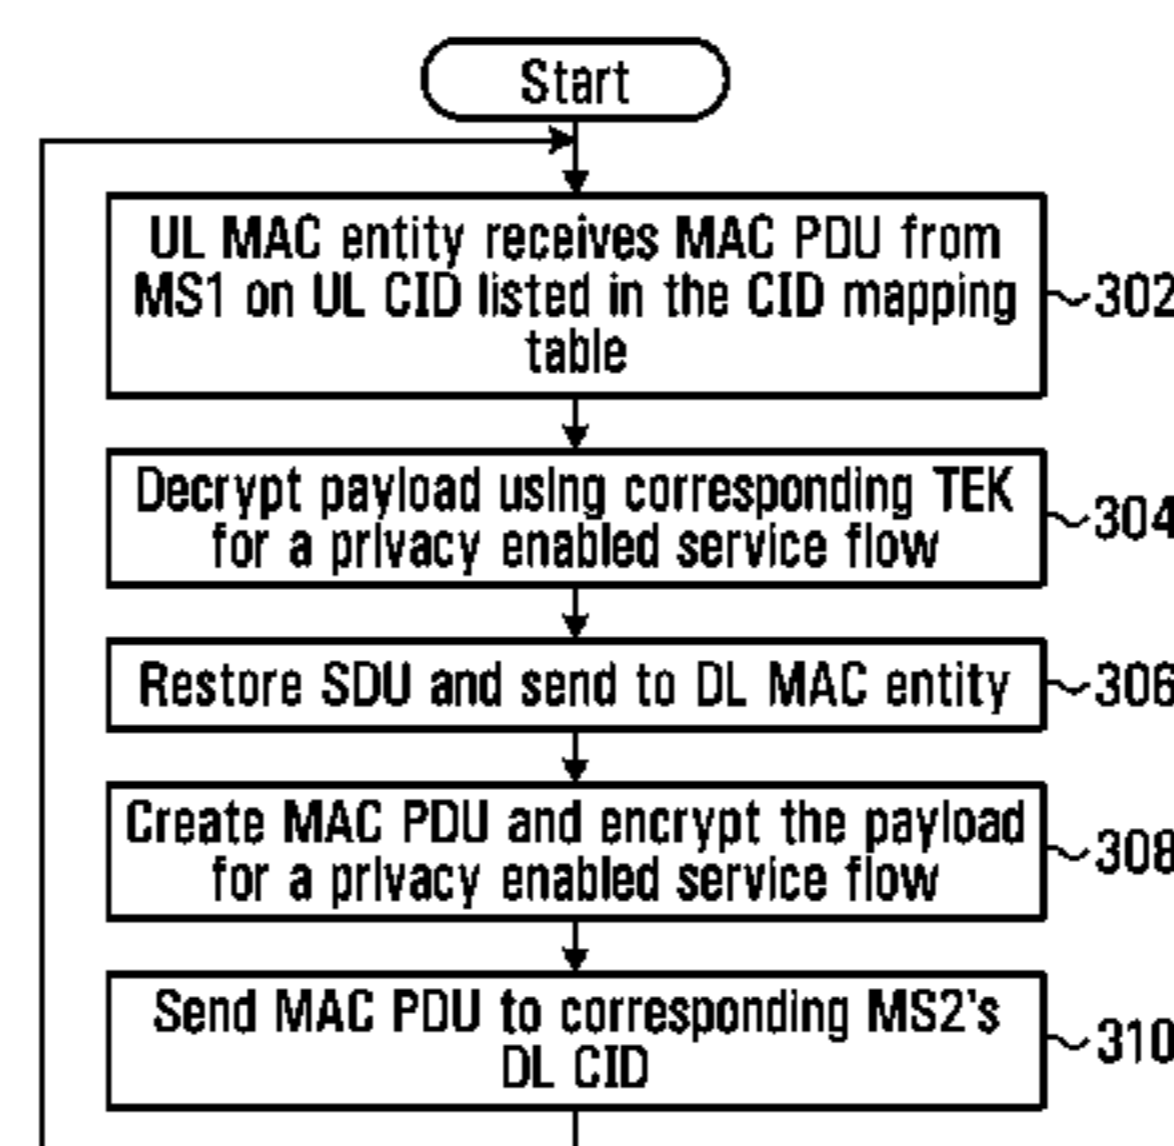 Start
UL MAC entity receives MAC PDU from
MS1 on UL CID listed in the CID mapping
table
302
Decrypt payload using corresponding TEK
for a privacy enabled service flow
304
Restore SDU and send to DL MAC entity
306
Create MAC PDU and encrypt the payload
for a privacy enabled service flow
308
Send MAC PDU to corresponding MS2's
DL CID
310